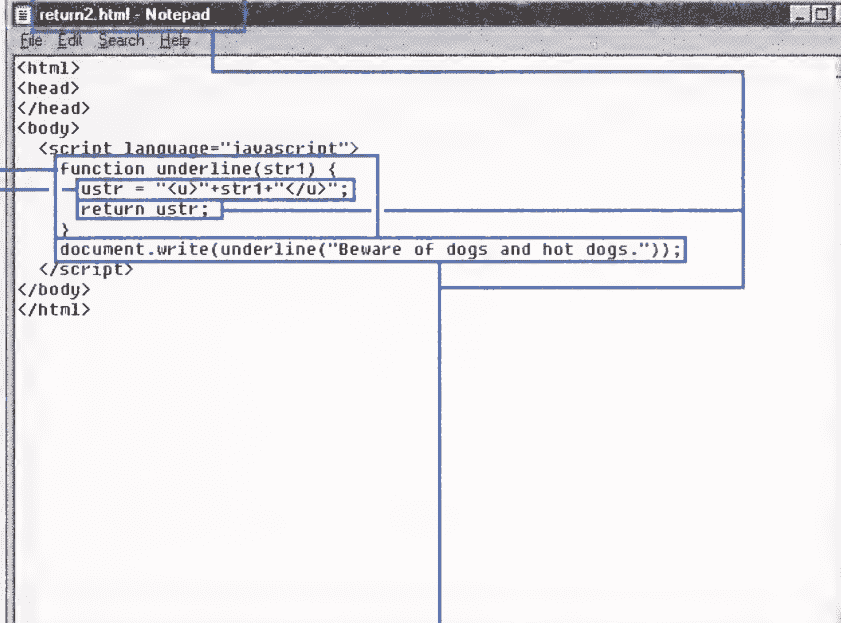 return2.html - Notepad
File Edit Search Help
<html>
<head>
</head>
<body>
<script language="javascript">
function underline(str1) {
ustr = "<u>"+str1+"</u>";
return ustr;
}
document.write(underline("Beware of dogs and hot dogs."));
</script>
</body>
</html>